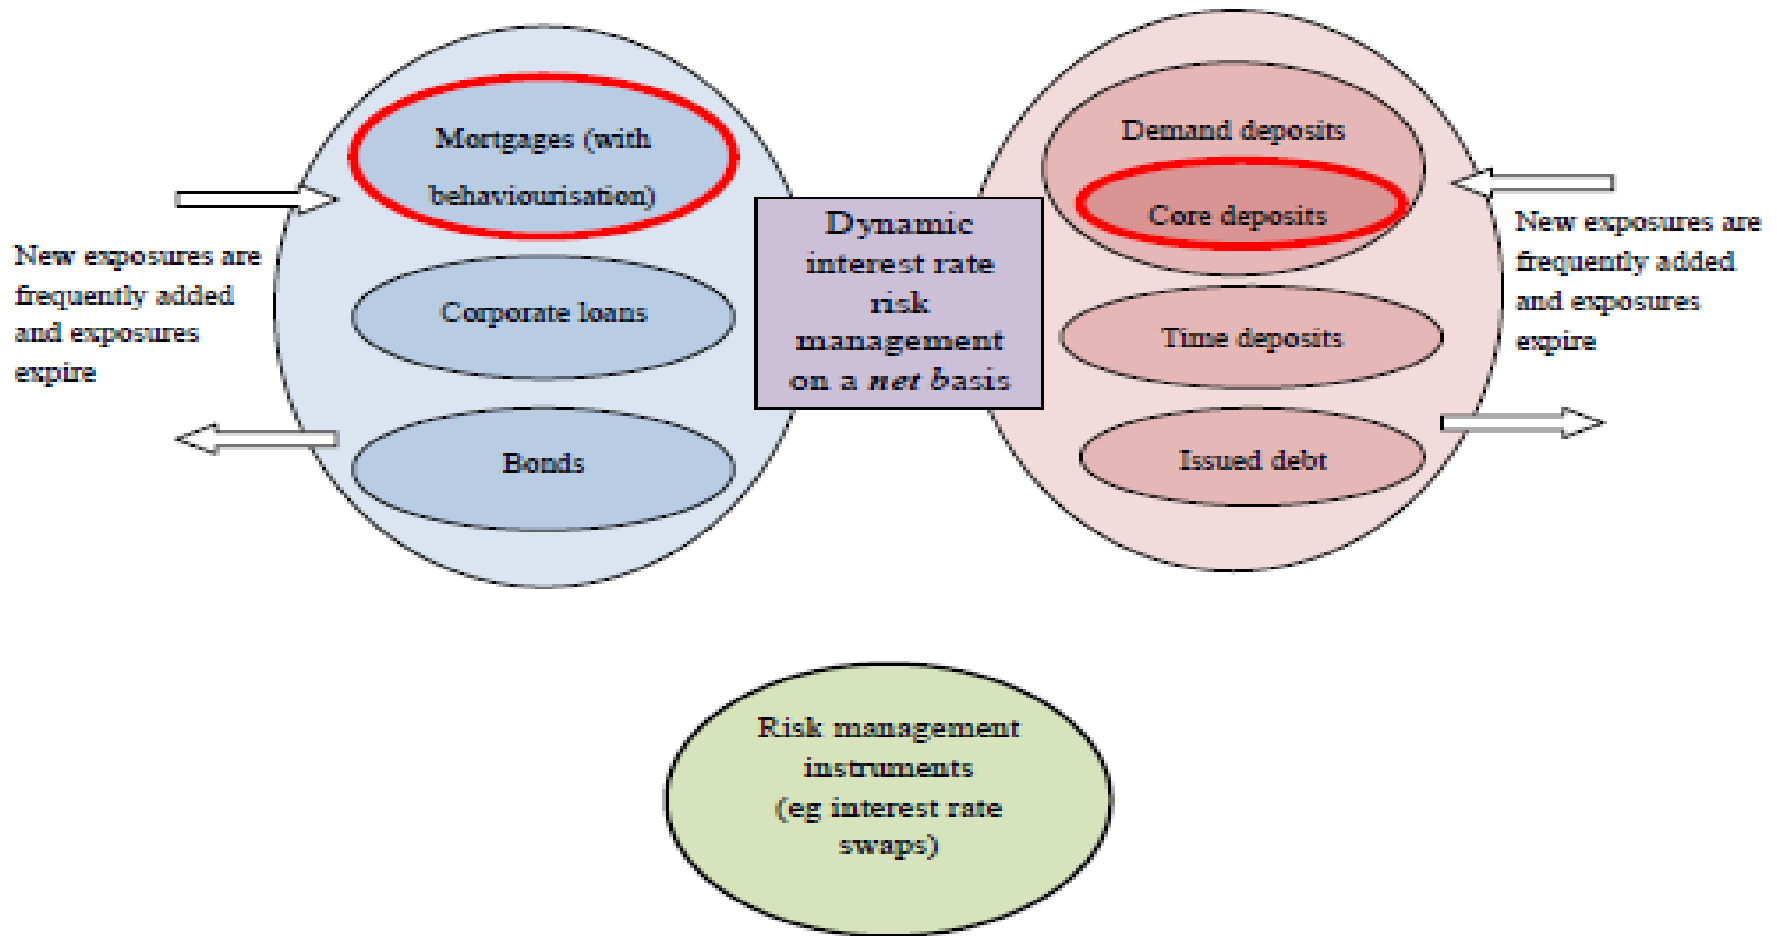 Mortgages (with
behaviourisation)
Corporate loans
Bonds
New exposures are
frequently added
and exposures
expire
Dynamic
interest rate
risk
management
on a net basis
Demand deposits
Core deposits
Time deposits
Issued debt
New exposures are
frequently added
and exposures
expire
Risk management
instruments
(eg interest rate
swaps)